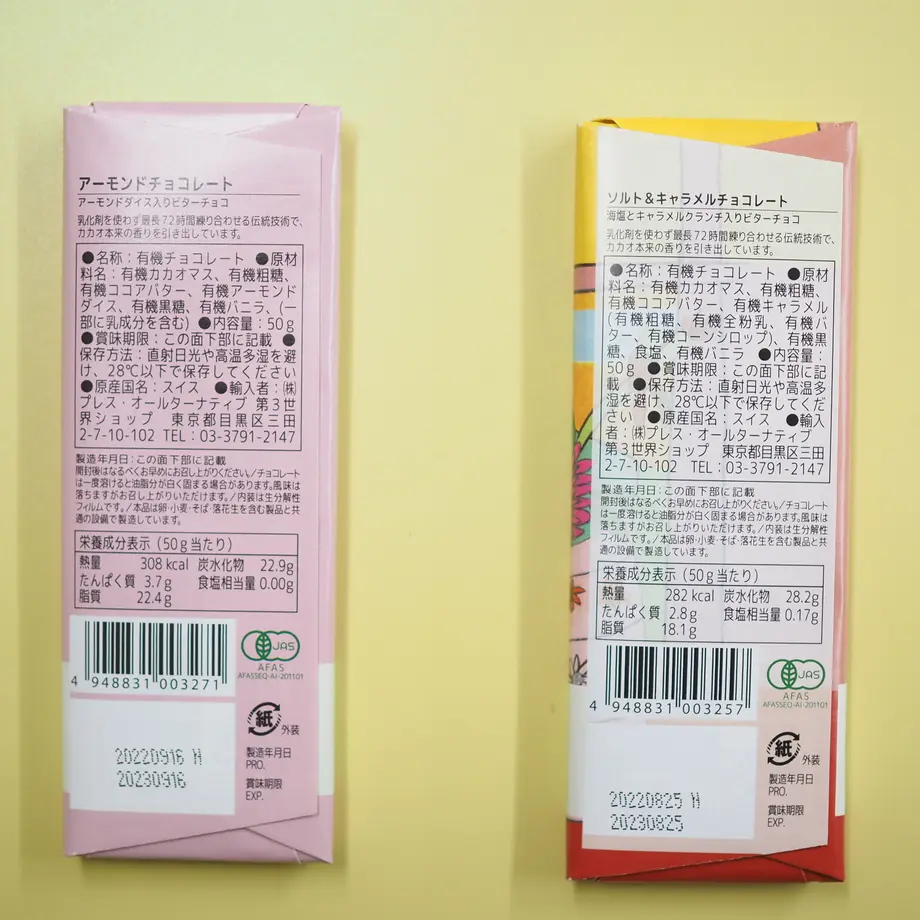 アーモンドチョコレート
アーモンドダイス入りビターチョコ
乳化剤を使わず最長72時間練り合わせる伝統技術で、
カカオ本来の香りを引き出しています。
●名称：有機チョコレート ●原材
料名：有機カカオマス、有機粗糖、
有機ココアバター、有機アーモンド
ダイス、有機黒糖、有機バニラ、(一
部に乳成分を含む) ●内容量：50g
●賞味期限：この面下部に記載 ●
保存方法：直射日光や高温多湿を避
け、28℃以下で保存してください
●原産国名：スイス ●輸入者：㈱
プレス・オールターナティブ 第3世
界ショップ 東京都目黒区三田
2-7-10-102 TEL：03-3791-2147
製造年月日：この面下部に記載
開封後はなるべくお早めにお召し上がりください。/チョコレート
は一度溶けると油脂分が白く固まる場合があります。風味は
落ちますがお召し上がりいただけます。/内装は生分解性
フィルムです。/本品は卵・小麦・そば・落花生を含む製品と共
通の設備で製造しています。
栄養成分表示（50g当たり）
熱量 308kcal 炭水化物 22.9g
たんぱく質 3.7g 食塩相当量 0.00g
脂質 22.4g
4 948831 003271
JAS
AFAS
AFASSEQ-AI-201101
紙
外装
20220916 N
20230916
製造年月日
PRO.
賞味期限
EXP.
ソルト＆キャラメルチョコレート
海塩とキャラメルクランチ入りビターチョコ
乳化剤を使わず最長72時間練り合わせる伝統技術で、
カカオ本来の香りを引き出しています。
●名称：有機チョコレート ●原材
料名：有機カカオマス、有機粗糖、
有機ココアバター、有機キャラメル
(有機粗糖、有機全粉乳、有機バ
ター、有機コーンシロップ)、有機黒
糖、食塩、有機バニラ ●内容量：
50g ●賞味期限：この面下部に記
載 ●保存方法：直射日光や高温多
湿を避け、28℃以下で保存してくだ
さい ●原産国名：スイス ●輸入
者：㈱プレス・オールターナティブ
第3世界ショップ 東京都目黒区三田
2-7-10-102 TEL：03-3791-2147
製造年月日：この面下部に記載
開封後はなるべくお早めにお召し上がりください。/チョコレート
は一度溶けると油脂分が白く固まる場合があります。風味は
落ちますがお召し上がりいただけます。/内装は生分解性
フィルムです。/本品は卵・小麦・そば・落花生を含む製品と共
通の設備で製造しています。
栄養成分表示（50g当たり）
熱量 282kcal 炭水化物 28.2g
たんぱく質 2.8g 食塩相当量 0.17g
脂質 18.1g
4 948831 003257
JAS
AFAS
AFASSEQ-AI-201101
紙
外装
20220825 N
20230825
製造年月日
PRO.
賞味期限
EXP.